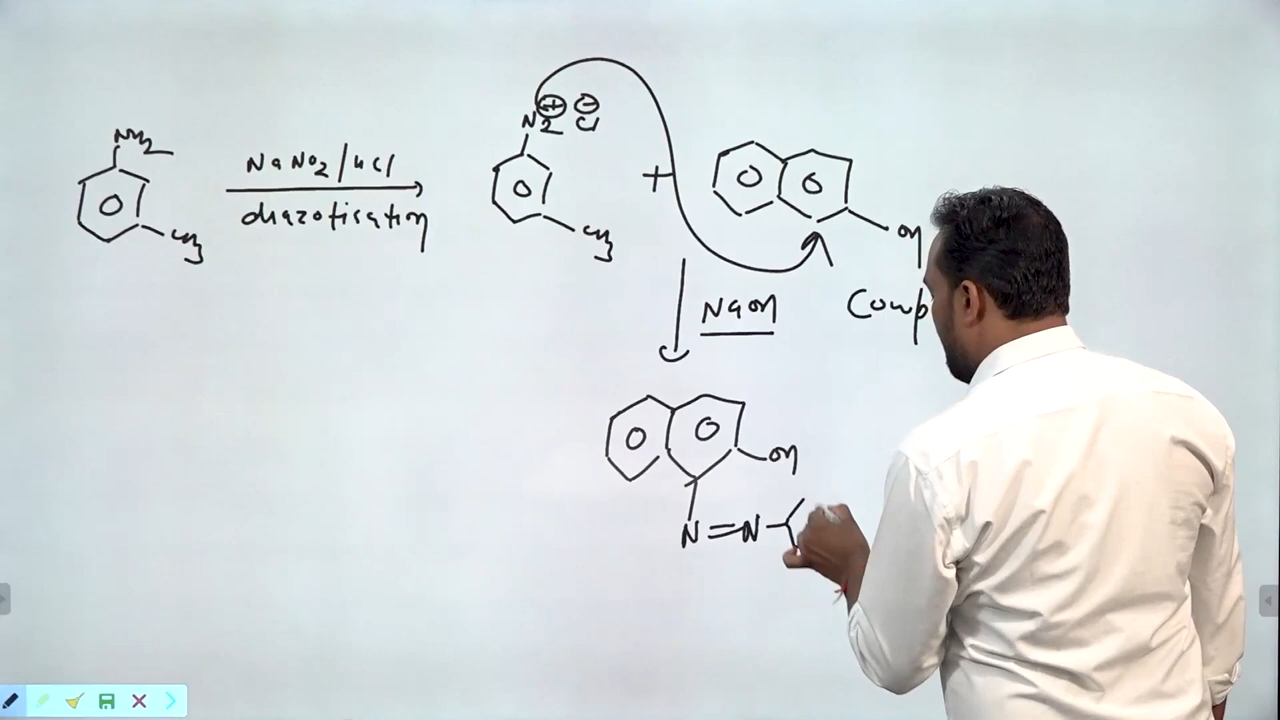 NH2
NaNO2/HCl
diazotisation
CH3
N2 ⊕ ⊖
Cl
CH3
+
OH
NaOH
Coup
OH
N=N